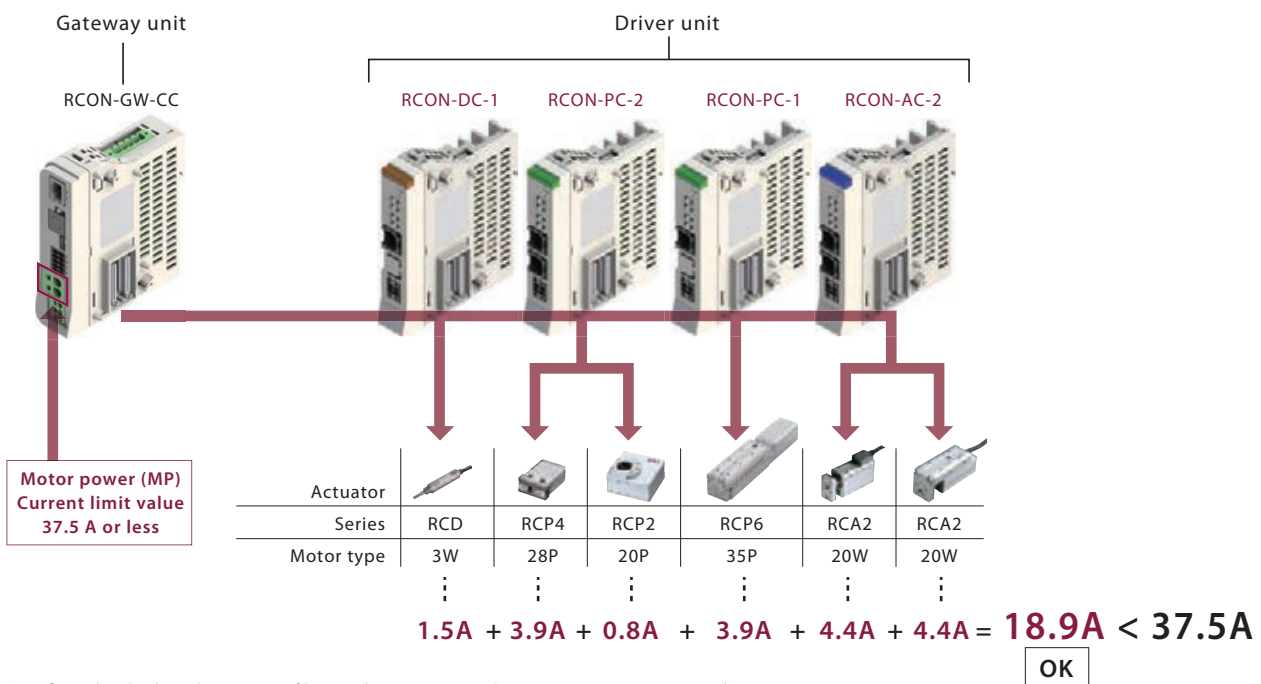 Gateway unit
Driver unit
RCON-GW-CC
RCON-DC-1 RCON-PC-2 RCON-PC-1 RCON-AC-2
Motor power (MP)
Current limit value
37.5 A or less
Actuator
Series RCD RCP4 RCP2 RCP6 RCA2 RCA2
Motor type 3W 28P 20P 35P 20W 20W
1.5A + 3.9A + 0.8A + 3.9A + 4.4A + 4.4A = 18.9A < 37.5A
OK